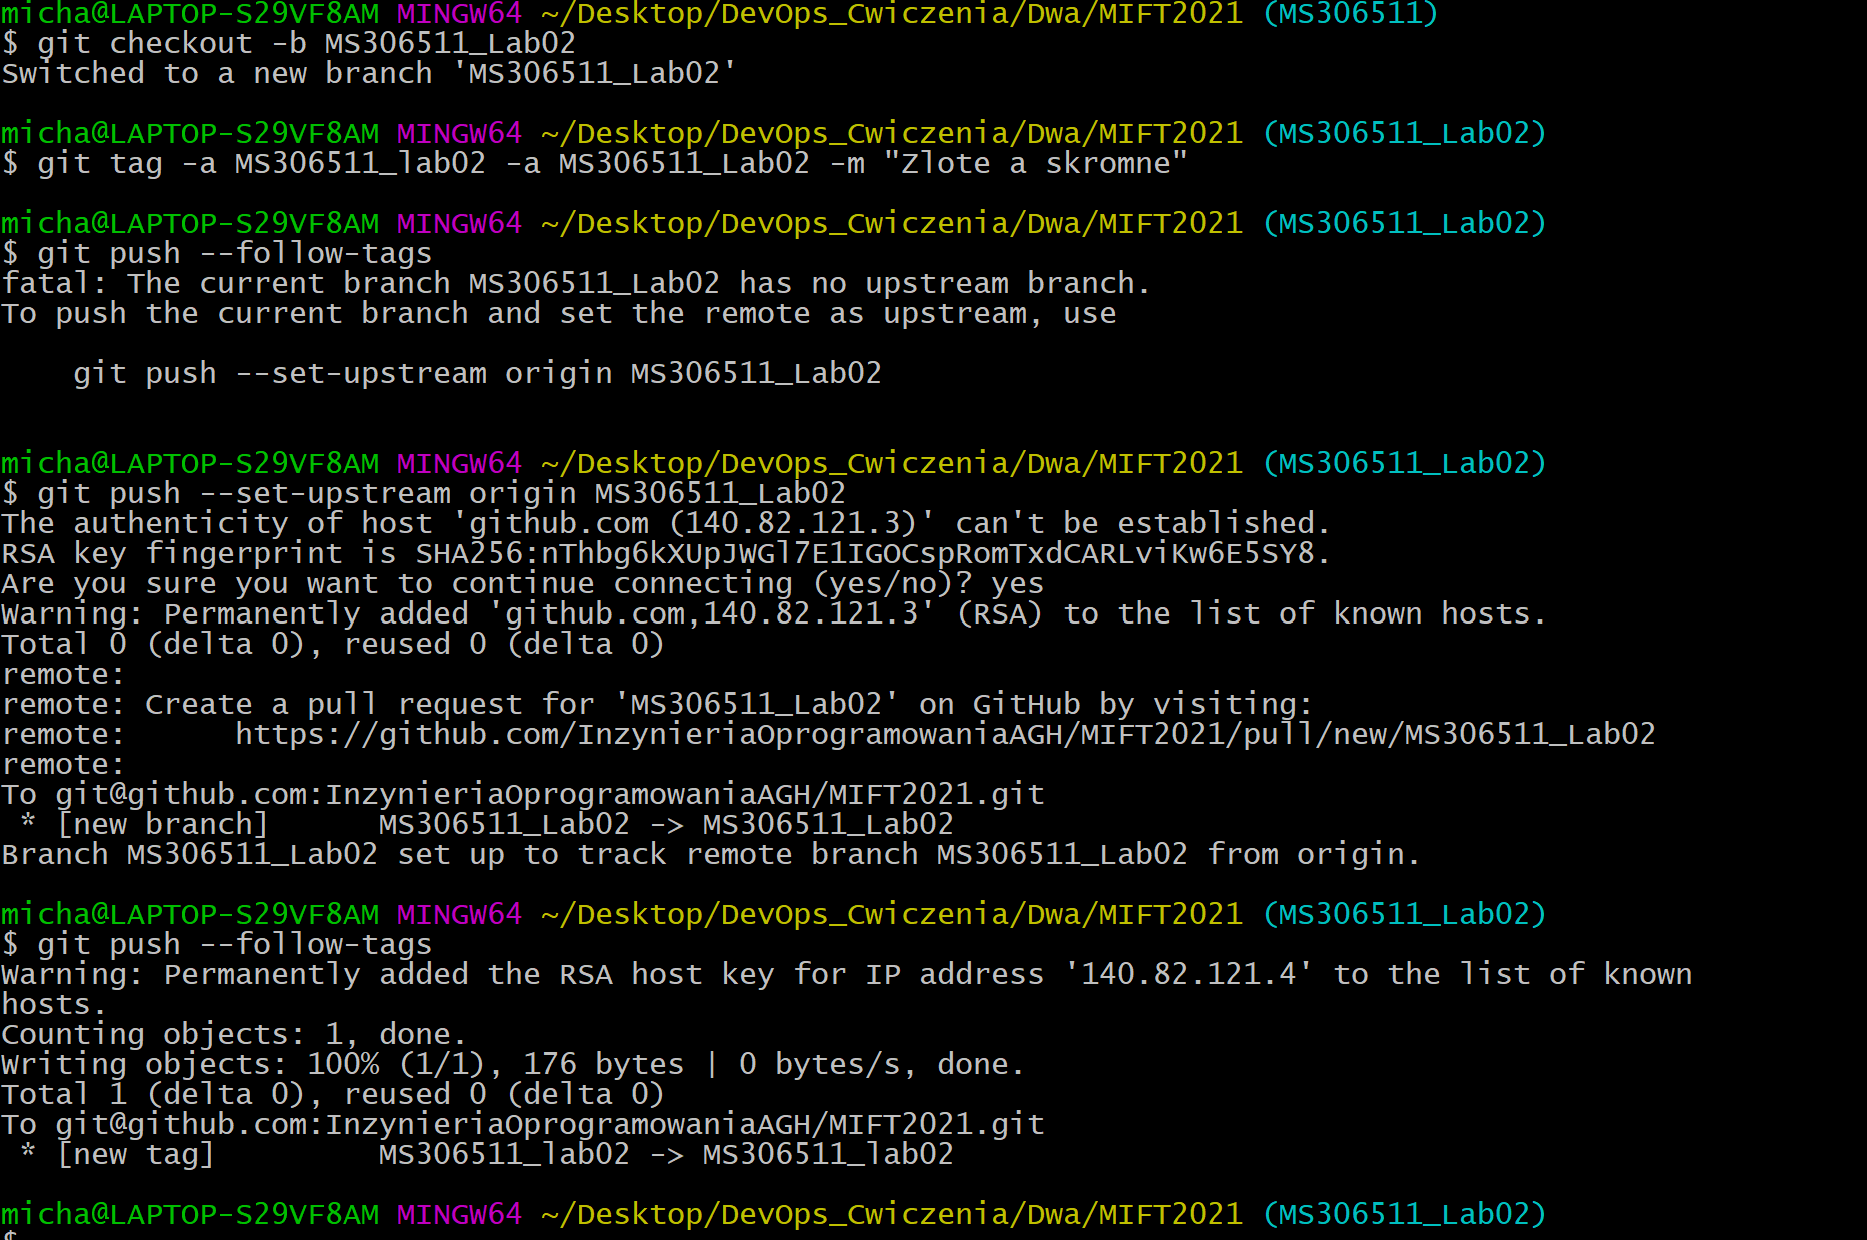 micha@LAPTOP-S29VF8AM MINGW64 ~/Desktop/DevOps_Cwiczenia/Dwa/MIFT2021 (MS306511)
$ git checkout -b MS306511_Lab02
Switched to a new branch 'MS306511_Lab02'
micha@LAPTOP-S29VF8AM MINGW64 ~/Desktop/DevOps_Cwiczenia/Dwa/MIFT2021 (MS306511_Lab02)
$ git tag -a MS306511_lab02 -a MS306511_Lab02 -m "Zlote a skromne"
micha@LAPTOP-S29VF8AM MINGW64 ~/Desktop/DevOps_Cwiczenia/Dwa/MIFT2021 (MS306511_Lab02)
$ git push --follow-tags
fatal: The current branch MS306511_Lab02 has no upstream branch.
To push the current branch and set the remote as upstream, use
    git push --set-upstream origin MS306511_Lab02
micha@LAPTOP-S29VF8AM MINGW64 ~/Desktop/DevOps_Cwiczenia/Dwa/MIFT2021 (MS306511_Lab02)
$ git push --set-upstream origin MS306511_Lab02
The authenticity of host 'github.com (140.82.121.3)' can't be established.
RSA key fingerprint is SHA256:nThbg6kXUpJWGl7E1IGOCspRomTxdCARLviKw6E5SY8.
Are you sure you want to continue connecting (yes/no)? yes
Warning: Permanently added 'github.com,140.82.121.3' (RSA) to the list of known hosts.
Total 0 (delta 0), reused 0 (delta 0)
remote:
remote: Create a pull request for 'MS306511_Lab02' on GitHub by visiting:
remote:      https://github.com/InzynieriaOprogramowaniaAGH/MIFT2021/pull/new/MS306511_Lab02
remote:
To git@github.com:InzynieriaOprogramowaniaAGH/MIFT2021.git
 * [new branch]      MS306511_Lab02 -> MS306511_Lab02
Branch MS306511_Lab02 set up to track remote branch MS306511_Lab02 from origin.
micha@LAPTOP-S29VF8AM MINGW64 ~/Desktop/DevOps_Cwiczenia/Dwa/MIFT2021 (MS306511_Lab02)
$ git push --follow-tags
Warning: Permanently added the RSA host key for IP address '140.82.121.4' to the list of known
hosts.
Counting objects: 1, done.
Writing objects: 100% (1/1), 176 bytes | 0 bytes/s, done.
Total 1 (delta 0), reused 0 (delta 0)
To git@github.com:InzynieriaOprogramowaniaAGH/MIFT2021.git
 * [new tag]         MS306511_lab02 -> MS306511_lab02
micha@LAPTOP-S29VF8AM MINGW64 ~/Desktop/DevOps_Cwiczenia/Dwa/MIFT2021 (MS306511_Lab02)
$